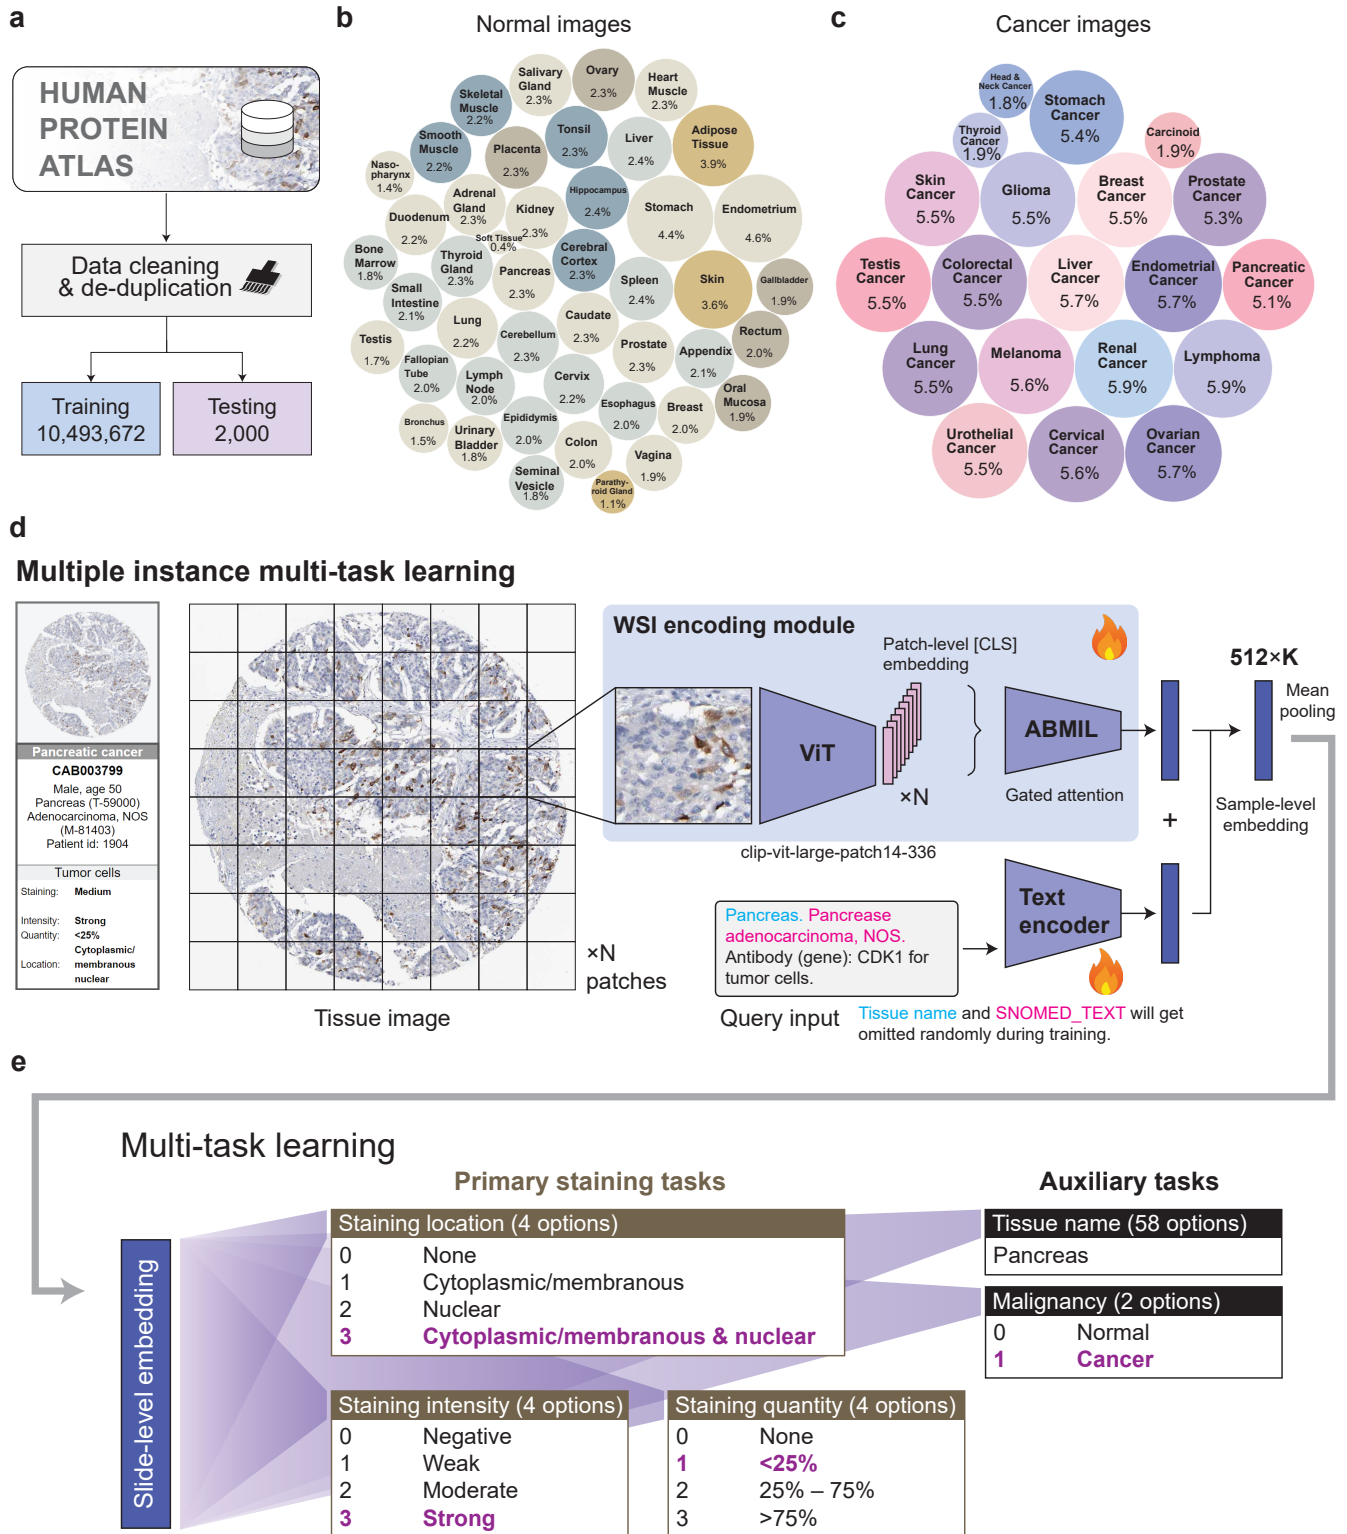 a
HUMAN
PROTEIN
ATLAS
Data cleaning
& de-duplication
Training
10,493,672
Testing
2,000
b
Normal images
Salivary
Gland
2.3%
Ovary
2.3%
Heart
Muscle
2.3%
Skeletal
Muscle
2.2%
Smooth
Muscle
2.2%
Placenta
2.3%
Tonsil
2.3%
Liver
2.4%
Adipose
Tissue
3.9%
Naso-
pharynx
1.4%
Adrenal
Gland
2.3%
Kidney
2.3%
Hippocampus
2.4%
Stomach
4.4%
Endometrium
4.6%
Duodenum
2.2%
Soft Tissue
0.4%
Bone
Marrow
1.8%
Thyroid
Gland
2.3%
Pancreas
2.3%
Cerebral
Cortex
2.3%
Spleen
2.4%
Skin
3.6%
Gallbladder
1.9%
Small
Intestine
2.1%
Lung
2.2%
Cerebellum
2.3%
Caudate
2.3%
Prostate
2.3%
Appendix
2.1%
Rectum
2.0%
Testis
1.7%
Fallopian
Tube
2.0%
Lymph
Node
2.0%
Cervix
2.2%
Esophagus
2.0%
Breast
2.0%
Oral
Mucosa
1.9%
Bronchus
1.5%
Urinary
Bladder
1.8%
Epididymis
2.0%
Colon
2.0%
Vagina
1.9%
Seminal
Vesicle
1.8%
Parathy-
roid Gland
1.1%
c
Cancer images
Head &
Neck Cancer
1.8%
Stomach
Cancer
5.4%
Thyroid
Cancer
1.9%
Carcinoid
1.9%
Skin
Cancer
5.5%
Glioma
5.5%
Breast
Cancer
5.5%
Prostate
Cancer
5.3%
Testis
Cancer
5.5%
Colorectal
Cancer
5.5%
Liver
Cancer
5.7%
Endometrial
Cancer
5.7%
Pancreatic
Cancer
5.1%
Lung
Cancer
5.5%
Melanoma
5.6%
Renal
Cancer
5.9%
Lymphoma
5.9%
Urothelial
Cancer
5.5%
Cervical
Cancer
5.6%
Ovarian
Cancer
5.7%
d
Multiple instance multi-task learning
Pancreatic cancer
CAB003799
Male, age 50
Pancreas (T-59000)
Adenocarcinoma, NOS
(M-81403)
Patient id: 1904
Tumor cells
Staining: Medium
Intensity: Strong
Quantity: <25%
Cytoplasmic/
Location: membranous
nuclear
×N
patches
Tissue image
WSI encoding module
Patch-level [CLS]
embedding
ViT
×N
ABMIL
Gated attention
clip-vit-large-patch14-336
512×K
Mean
pooling
+
Sample-level
embedding
Text
encoder
Pancreas. Pancrease
adenocarcinoma, NOS.
Antibody (gene): CDK1 for
tumor cells.
Query input
Tissue name and SNOMED_TEXT will get
omitted randomly during training.
e
Multi-task learning
Slide-level embedding
Primary staining tasks
Staining location (4 options)
0 None
1 Cytoplasmic/membranous
2 Nuclear
3 Cytoplasmic/membranous & nuclear
Staining intensity (4 options)
0 Negative
1 Weak
2 Moderate
3 Strong
Staining quantity (4 options)
0 None
1 <25%
2 25% – 75%
3 >75%
Auxiliary tasks
Tissue name (58 options)
Pancreas
Malignancy (2 options)
0 Normal
1 Cancer